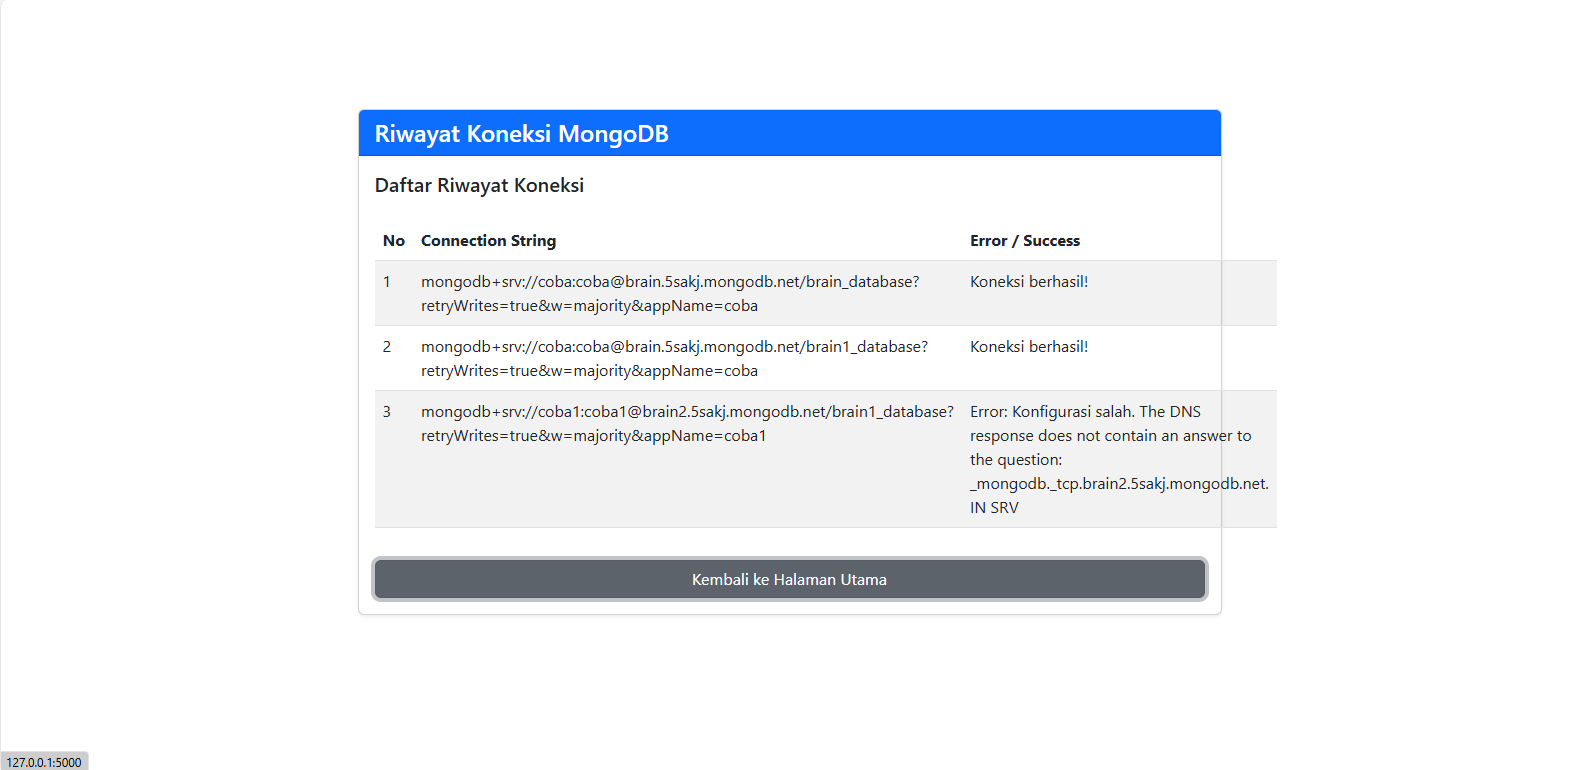 Riwayat Koneksi MongoDB
Daftar Riwayat Koneksi
No Connection String Error / Success
1 mongodb+srv://coba:coba@brain.5sakj.mongodb.net/brain_database? Koneksi berhasil!
retryWrites=true&w=majority&appName=coba
2 mongodb+srv://coba:coba@brain.5sakj.mongodb.net/brain1_database? Koneksi berhasil!
retryWrites=true&w=majority&appName=coba
3 mongodb+srv://coba1:coba1@brain2.5sakj.mongodb.net/brain1_database? Error: Konfigurasi salah. The DNS
retryWrites=true&w=majority&appName=coba1 response does not contain an answer to
the question:
_mongodb._tcp.brain2.5sakj.mongodb.net.
IN SRV
Kembali ke Halaman Utama
127.0.0.1:5000